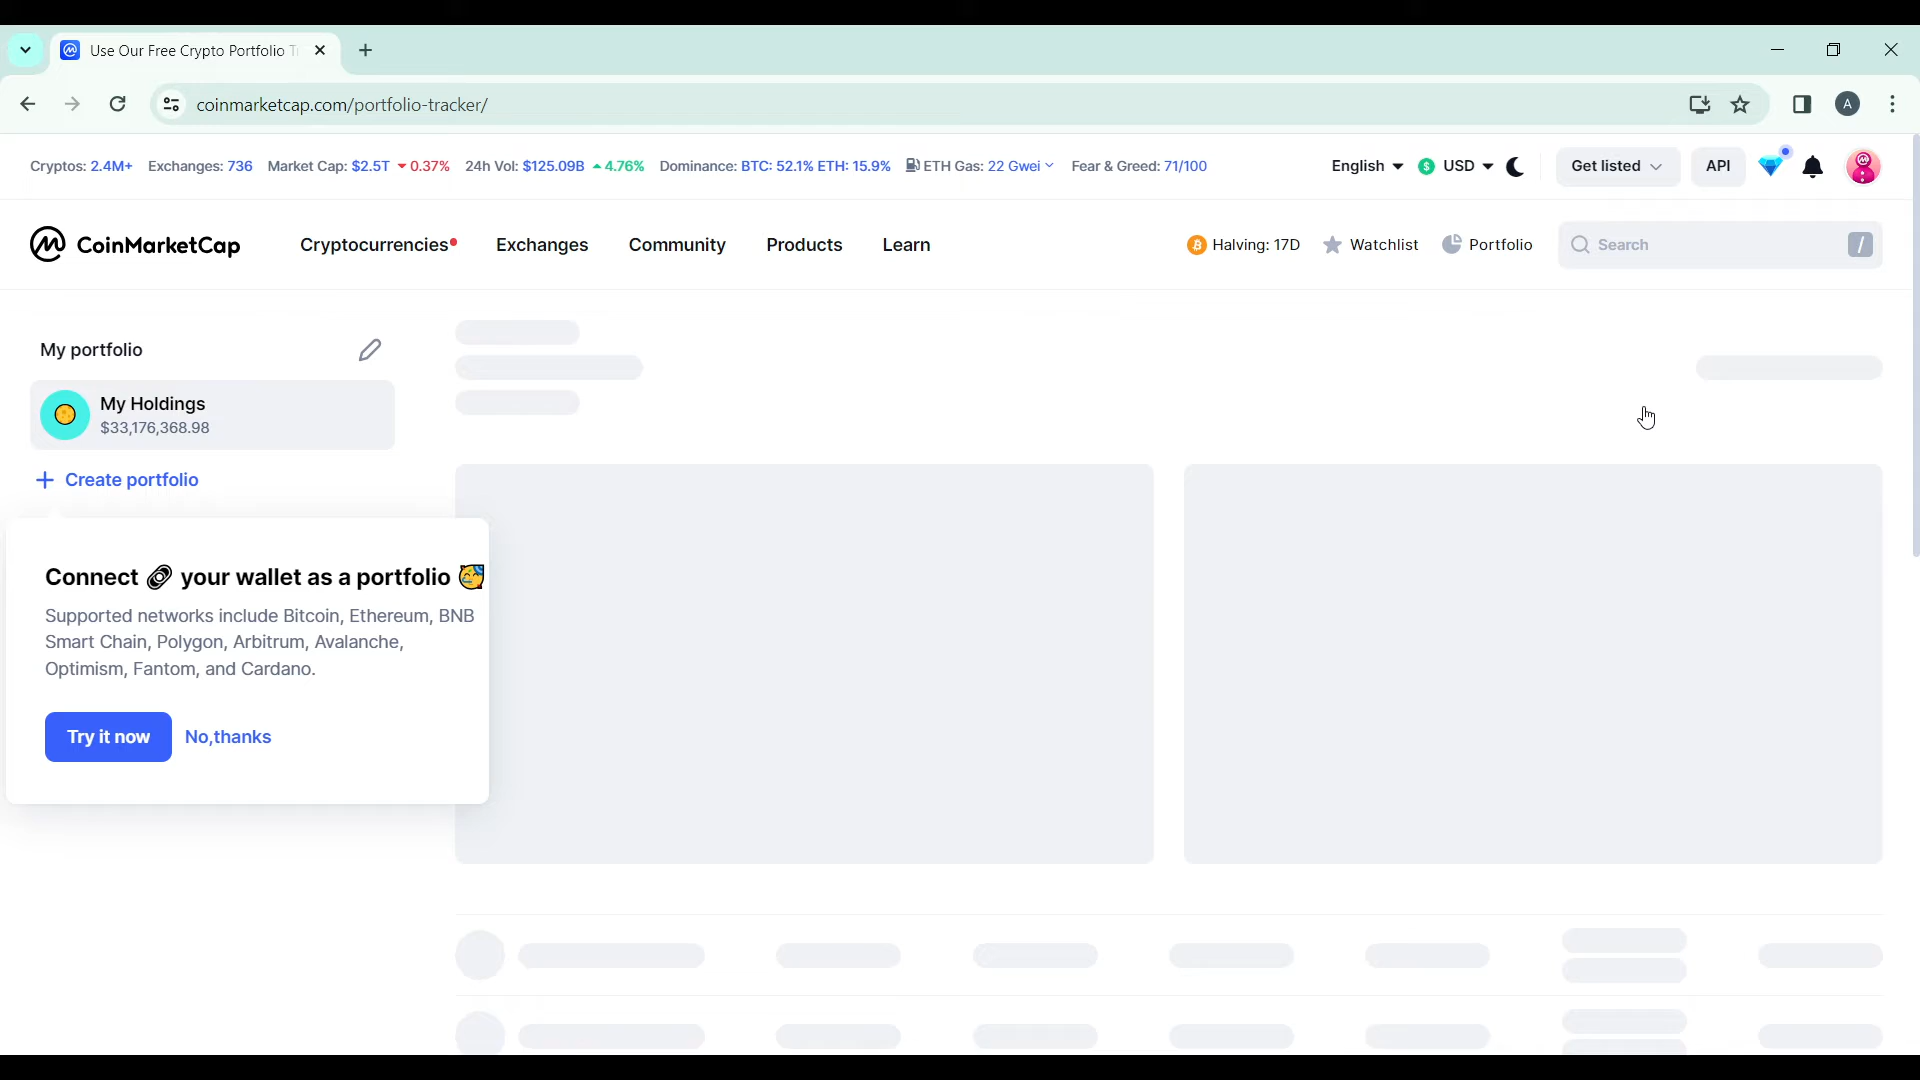 Use Our Free Crypto Portfolio T
coinmarketcap.com/portfolio-tracker/
A
Cryptos: 2.4M+ Exchanges: 736 Market Cap: $2.5T 0.37% 24h Vol: $125.09B 4.76% Dominance: BTC: 52.1% ETH: 15.9% ETH Gas: 22 Gwei Fear & Greed: 71/100 English USD Get listed API
CoinMarketCap Cryptocurrencies Exchanges Community Products Learn Halving: 17D Watchlist Portfolio Search /
My portfolio
My Holdings
$33,176,368.98
Create portfolio
Connect your wallet as a portfolio
Supported networks include Bitcoin, Ethereum, BNB
Smart Chain, Polygon, Arbitrum, Avalanche,
Optimism, Fantom, and Cardano.
Try it now No,thanks